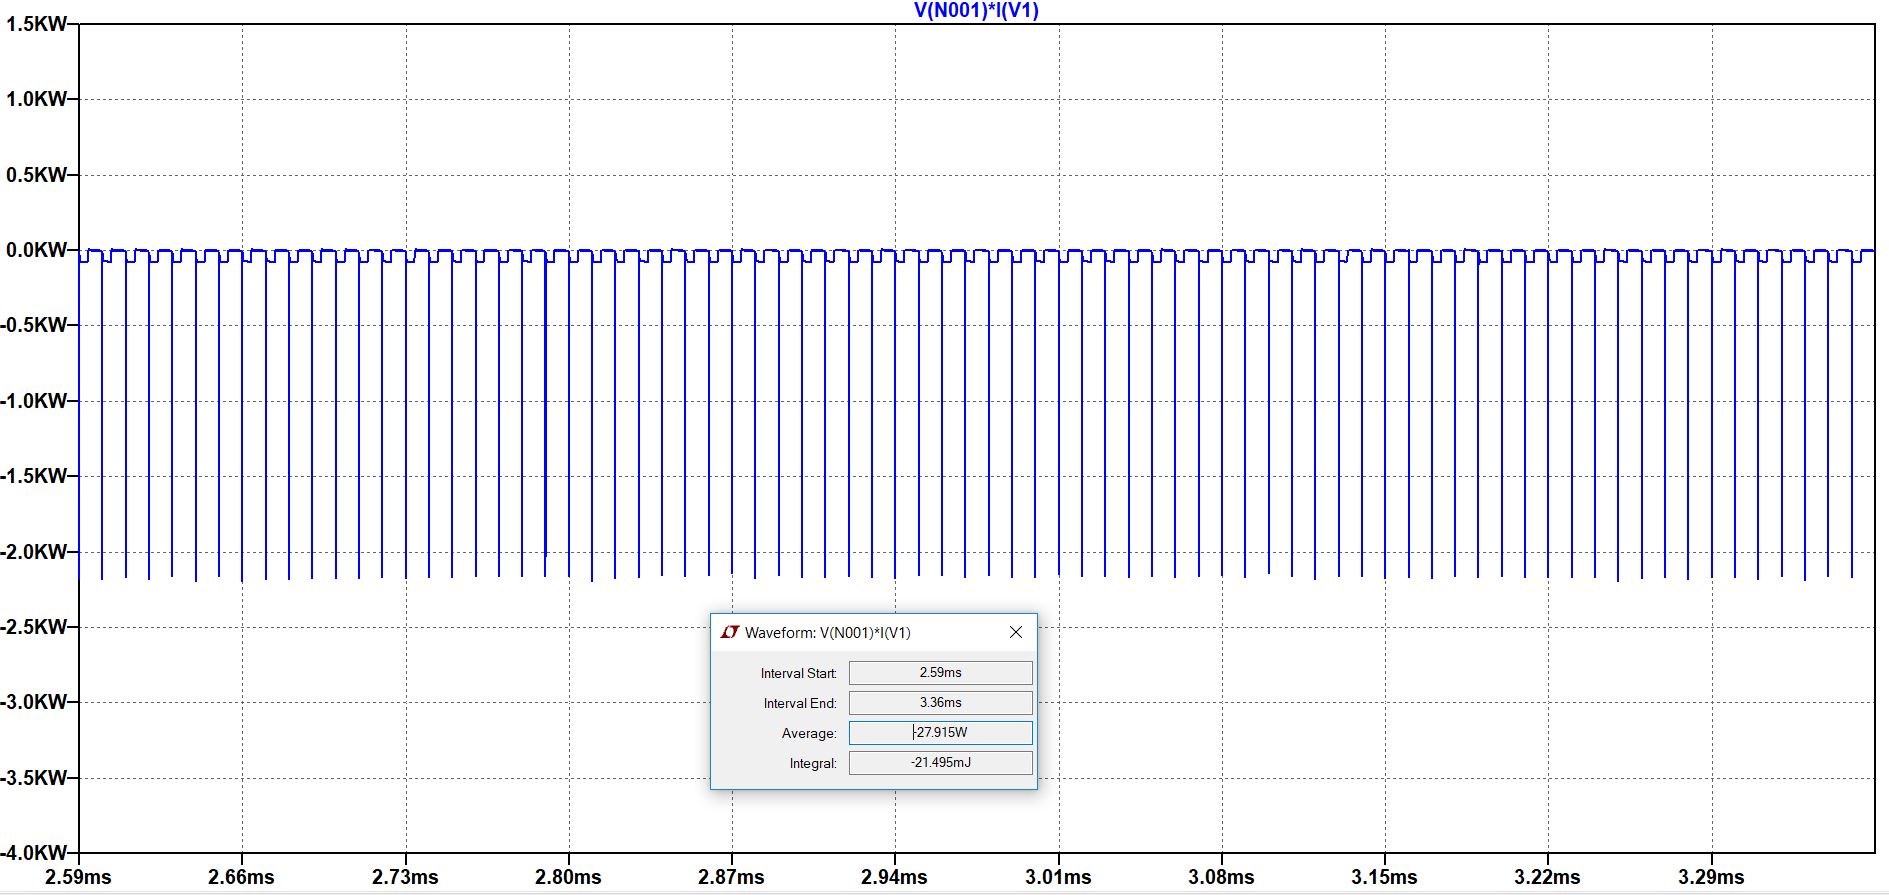 V(N001)*I(V1)
1.5KW
1.0KW
0.5KW
0.0KW
-0.5KW
-1.0KW
-1.5KW
-2.0KW
-2.5KW
-3.0KW
-3.5KW
-4.0KW
Waveform: V(N001)*I(V1)
Interval Start: 2.59ms
Interval End: 3.36ms
Average: -27.915W
Integral: -21.495mJ
2.59ms 2.66ms 2.73ms 2.80ms 2.87ms 2.94ms 3.01ms 3.08ms 3.15ms 3.22ms 3.29ms